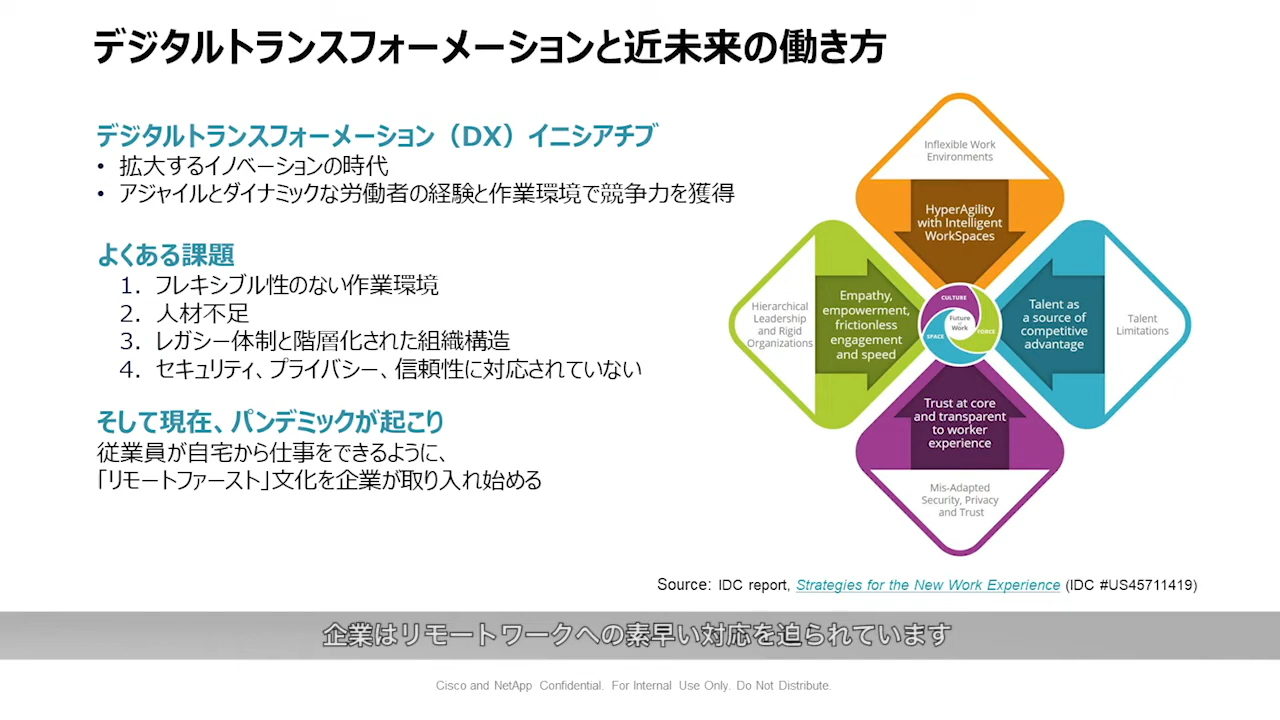 デジタルトランスフォーメーションと近未来の働き方
デジタルトランスフォーメーション（DX）イニシアチブ
• 拡大するイノベーションの時代
• アジャイルとダイナミックな労働者の経験と作業環境で競争力を獲得
よくある課題
1. フレキシブル性のない作業環境
2. 人材不足
3. レガシー体制と階層化された組織構造
4. セキュリティ、プライバシー、信頼性に対応されていない
そして現在、パンデミックが起こり
従業員が自宅から仕事をできるように、
「リモートファースト」文化を企業が取り入れ始める
Inflexible Work
Environments
HyperAgility
with Intelligent
WorkSpaces
Hierarchical
Leadership
and Rigid
Organizations
Empathy,
empowerment,
frictionless
engagement
and speed
CULTURE
Future
of
Work
SPACE
FORCE
Talent as
a source of
competitive
advantage
Talent
Limitations
Trust at core
and transparent
to worker
experience
Mis-Adapted
Security, Privacy
and Trust
Source: IDC report, Strategies for the New Work Experience (IDC #US45711419)
企業はリモートワークへの素早い対応を迫られています
Cisco and NetApp Confidential. For Internal Use Only. Do Not Distribute.